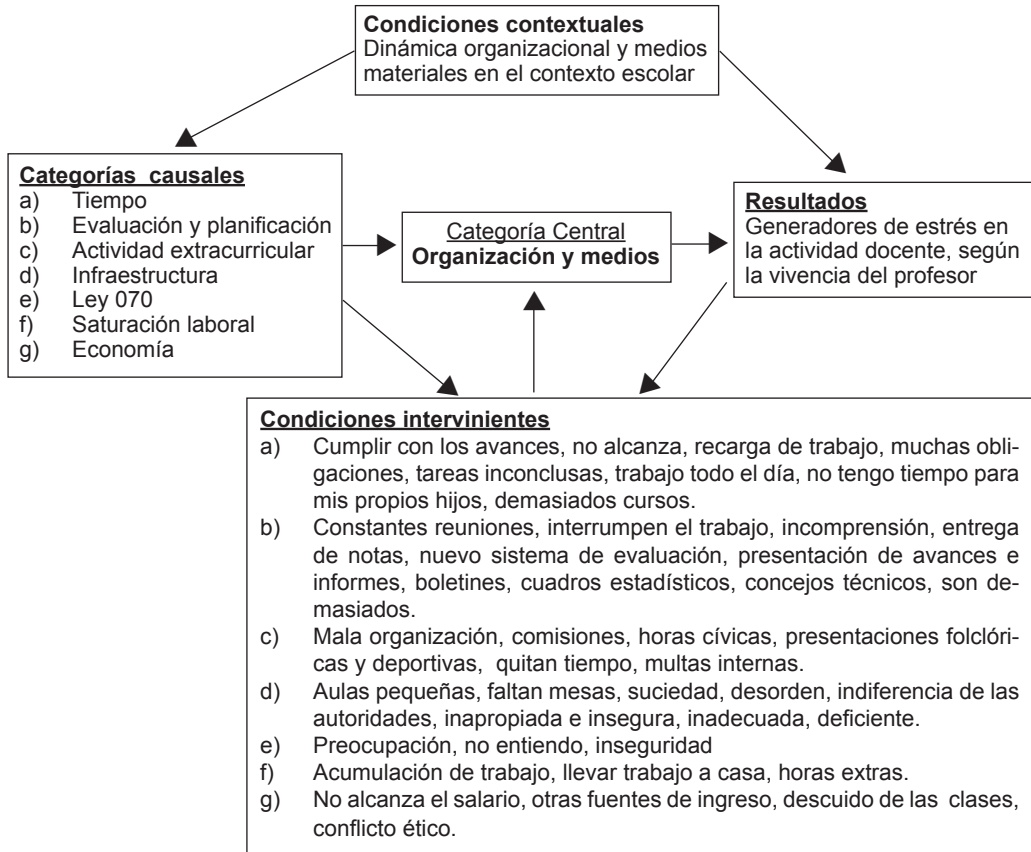 Condiciones contextuales
Dinámica organizacional y medios
materiales en el contexto escolar
Categorías causales
a) Tiempo
b) Evaluación y planificación
c) Actividad extracurricular
d) Infraestructura
e) Ley 070
f) Saturación laboral
g) Economía
Categoría Central
Organización y medios
Resultados
Generadores de estrés en
la actividad docente, según
la vivencia del profesor
Condiciones intervinientes
a) Cumplir con los avances, no alcanza, recarga de trabajo, muchas obli-
gaciones, tareas inconclusas, trabajo todo el día, no tengo tiempo para
mis propios hijos, demasiados cursos.
b) Constantes reuniones, interrumpen el trabajo, incomprensión, entrega
de notas, nuevo sistema de evaluación, presentación de avances e
informes, boletines, cuadros estadísticos, concejos técnicos, son de-
masiados.
c) Mala organización, comisiones, horas cívicas, presentaciones folclóri-
cas y deportivas, quitan tiempo, multas internas.
d) Aulas pequeñas, faltan mesas, suciedad, desorden, indiferencia de las
autoridades, inapropiada e insegura, inadecuada, deficiente.
e) Preocupación, no entiendo, inseguridad
f) Acumulación de trabajo, llevar trabajo a casa, horas extras.
g) No alcanza el salario, otras fuentes de ingreso, descuido de las clases,
conflicto ético.